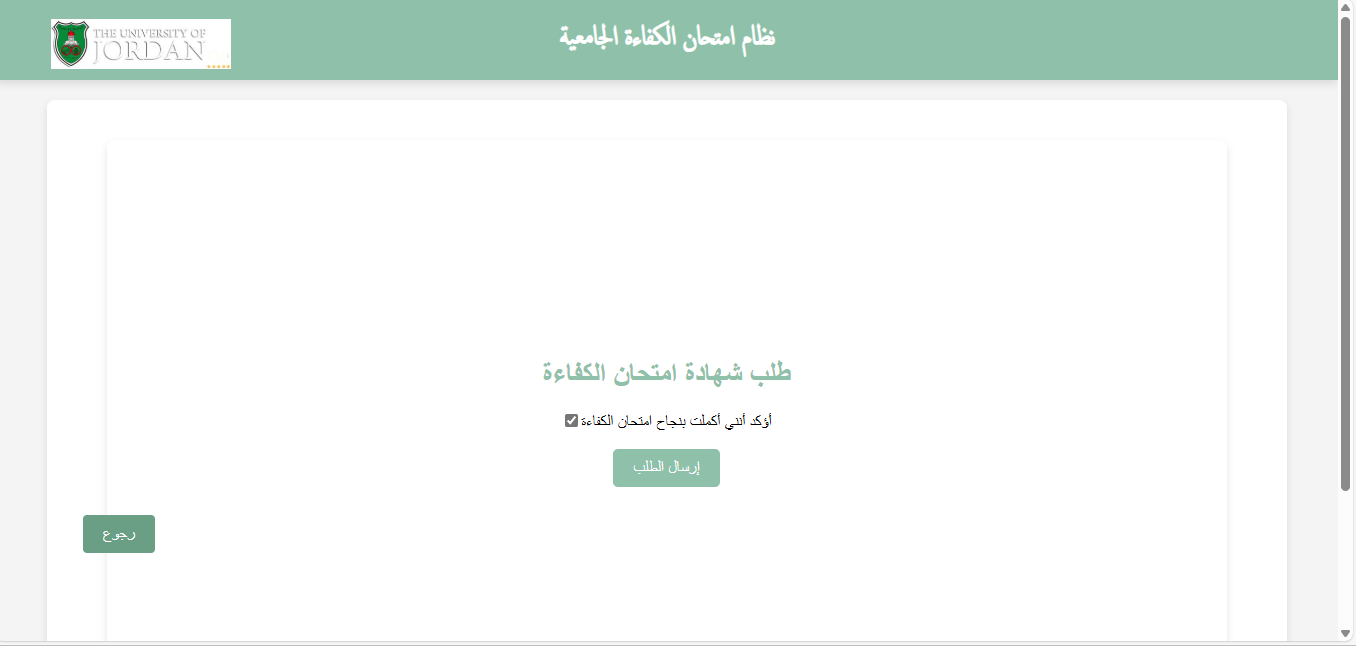 THE UNIVERSITY OF
JORDAN
نظام امتحان الكفاءة الجامعية
طلب شهادة امتحان الكفاءة
أؤكد أنني أكملت بنجاح امتحان الكفاءة
إرسال الطلب
رجوع